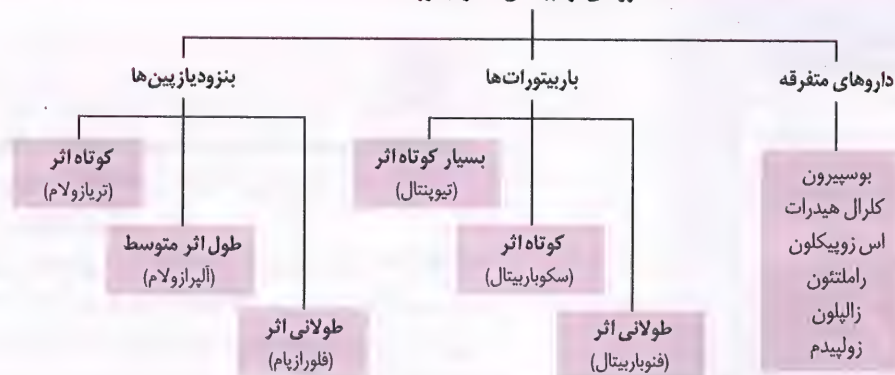 بنزودیازپین‌ها
باربیتورات‌ها
داروهای متفرقه
کوتاه اثر
(تریازولام)
طول اثر متوسط
(آلپرازولام)
طولانی اثر
(فلورازپام)
بسیار کوتاه اثر
(تیوپنتال)
کوتاه اثر
(سکوباربیتال)
طولانی اثر
(فنوباربیتال)
بوسپیرون
کلرال هیدرات
اس زوپیکلون
راملتئون
زالپلون
زولپیدم